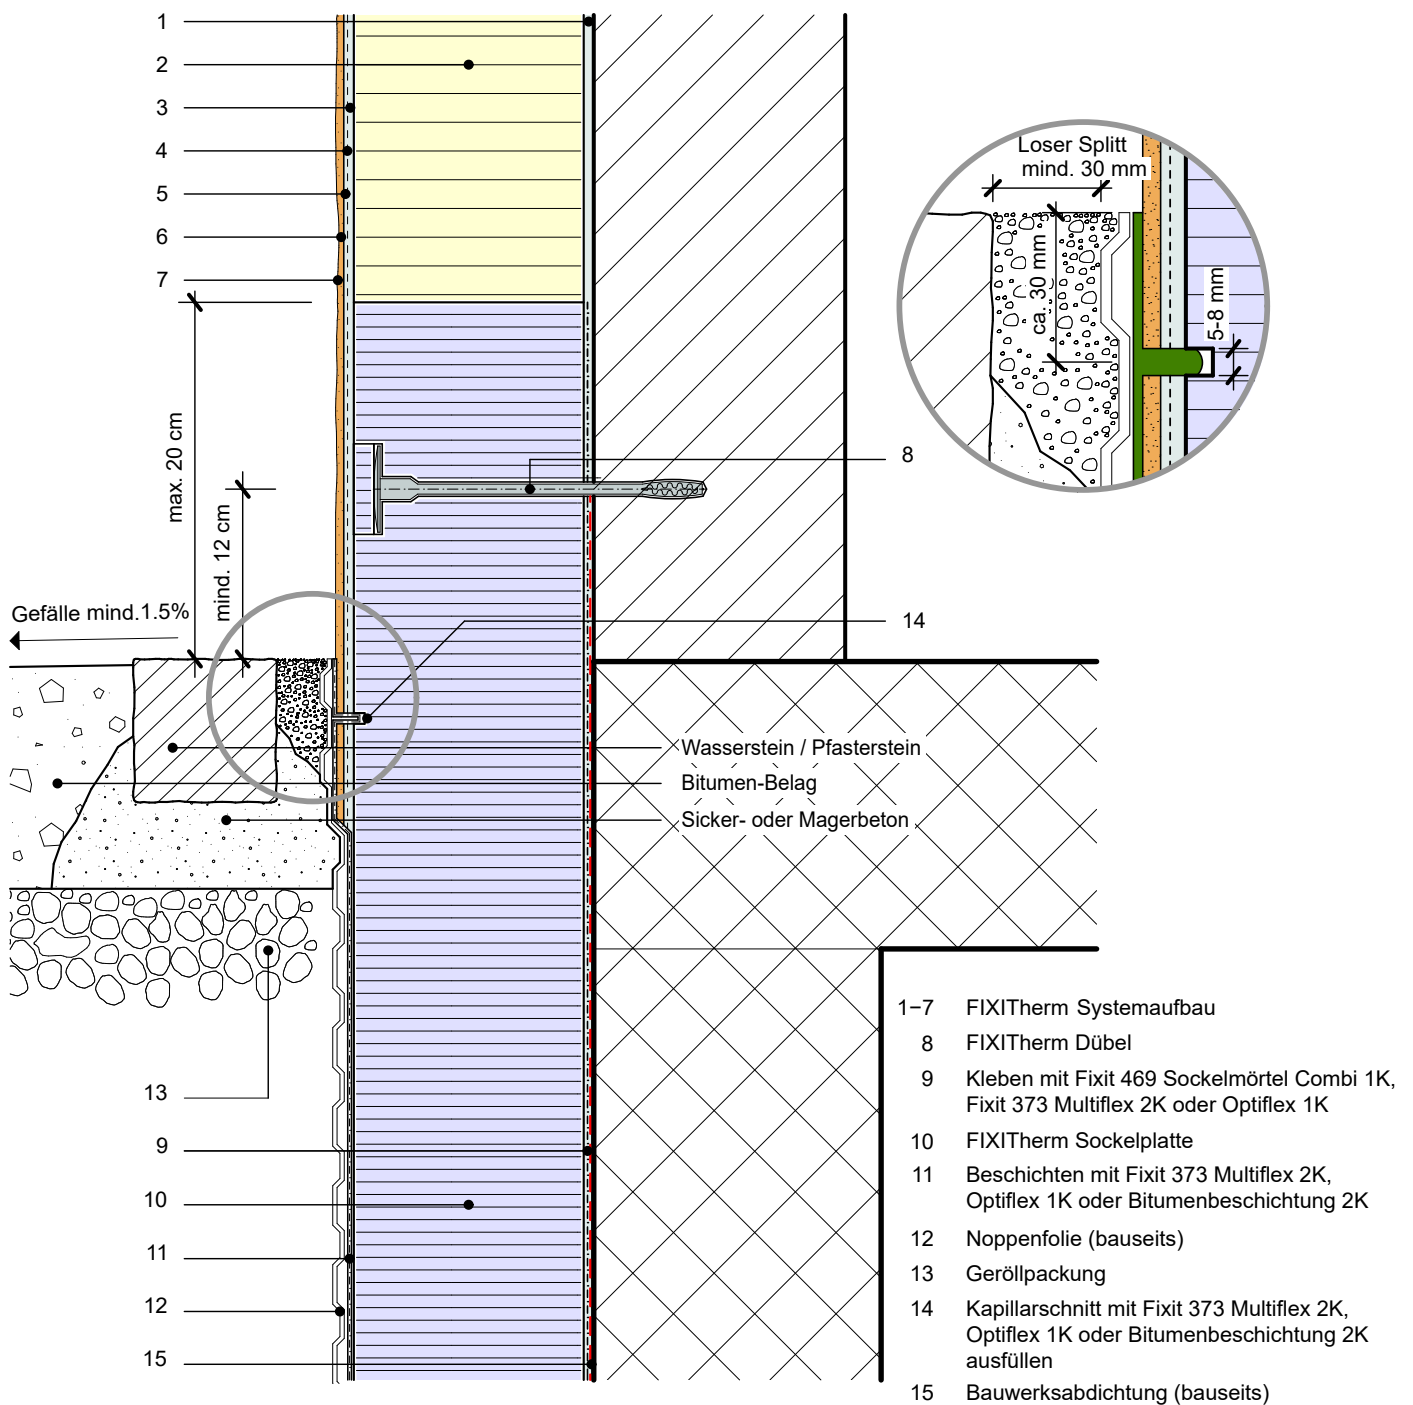 1
2
3
4
5
6
7
Loser Splitt
mind. 30 mm
ca. 30 mm
5-8 mm
max. 20 cm
mind. 12 cm
8
Gefälle mind.1.5%
14
Wasserstein / Pfasterstein
Bitumen-Belag
Sicker- oder Magerbeton
13
9
10
11
12
15
1–7 FIXITherm Systemaufbau
8 FIXITherm Dübel
9 Kleben mit Fixit 469 Sockelmörtel Combi 1K,
Fixit 373 Multiflex 2K oder Optiflex 1K
10 FIXITherm Sockelplatte
11 Beschichten mit Fixit 373 Multiflex 2K,
Optiflex 1K oder Bitumenbeschichtung 2K
12 Noppenfolie (bauseits)
13 Geröllpackung
14 Kapillarschnitt mit Fixit 373 Multiflex 2K,
Optiflex 1K oder Bitumenbeschichtung 2K
ausfüllen
15 Bauwerksabdichtung (bauseits)